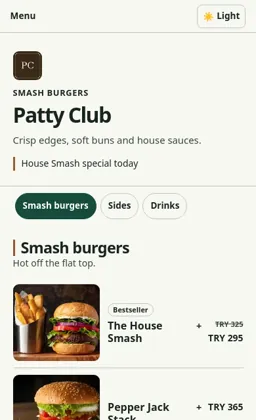 Menu
☀️ Light
PC
SMASH BURGERS
Patty Club
Crisp edges, soft buns and house sauces.
House Smash special today
Smash burgers
Sides
Drinks
Smash burgers
Hot off the flat top.
Bestseller
The House
Smash
+ TRY 325
TRY 295
Pepper Jack
Stack
+ TRY 365